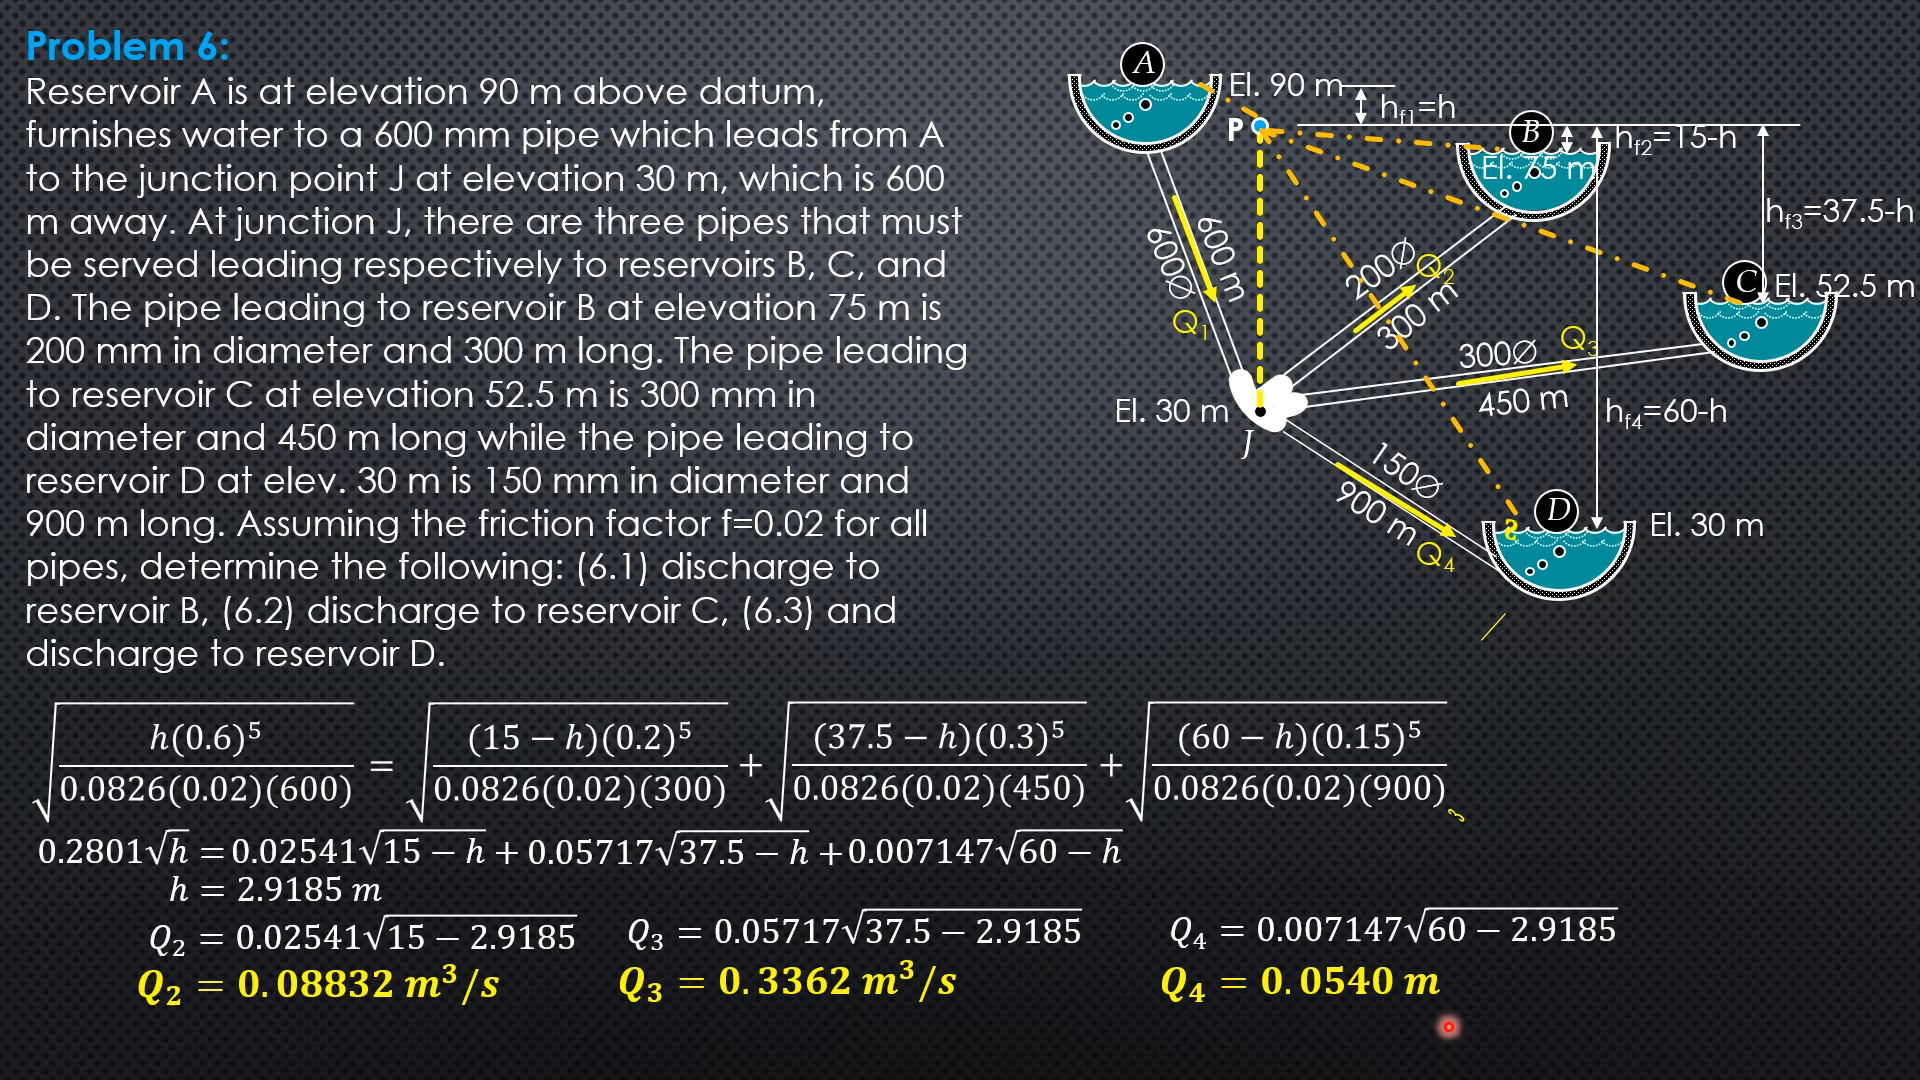 Problem 6:
Reservoir A is at elevation 90 m above datum,
furnishes water to a 600 mm pipe which leads from A
to the junction point J at elevation 30 m, which is 600
m away. At junction J, there are three pipes that must
be served leading respectively to reservoirs B, C, and
D. The pipe leading to reservoir B at elevation 75 m is
200 mm in diameter and 300 m long. The pipe leading
to reservoir C at elevation 52.5 m is 300 mm in
diameter and 450 m long while the pipe leading to
reservoir D at elev. 30 m is 150 mm in diameter and
900 m long. Assuming the friction factor f=0.02 for all
pipes, determine the following: (6.1) discharge to
reservoir B, (6.2) discharge to reservoir C, (6.3) and
discharge to reservoir D.
A
El. 90 m
h_f1=h
P
B
h_f2=15-h
El. 75 m
h_f3=37.5-h
C
El. 52.5 m
600 m
600∅
Q₁
200∅
Q₂
300 m
300∅
Q₃
450 m
El. 30 m
J
h_f4=60-h
150∅
900 m
Q₄
D
El. 30 m
√(h(0.6)⁵ / 0.0826(0.02)(600)) = √((15 − h)(0.2)⁵ / 0.0826(0.02)(300)) + √((37.5 − h)(0.3)⁵ / 0.0826(0.02)(450)) + √((60 − h)(0.15)⁵ / 0.0826(0.02)(900))
0.2801√h = 0.02541√(15 − h) + 0.05717√(37.5 − h) + 0.007147√(60 − h)
h = 2.9185 m
Q₂ = 0.02541√(15 − 2.9185)
Q₂ = 0.08832 m³/s
Q₃ = 0.05717√(37.5 − 2.9185)
Q₃ = 0.3362 m³/s
Q₄ = 0.007147√(60 − 2.9185)
Q₄ = 0.0540 m